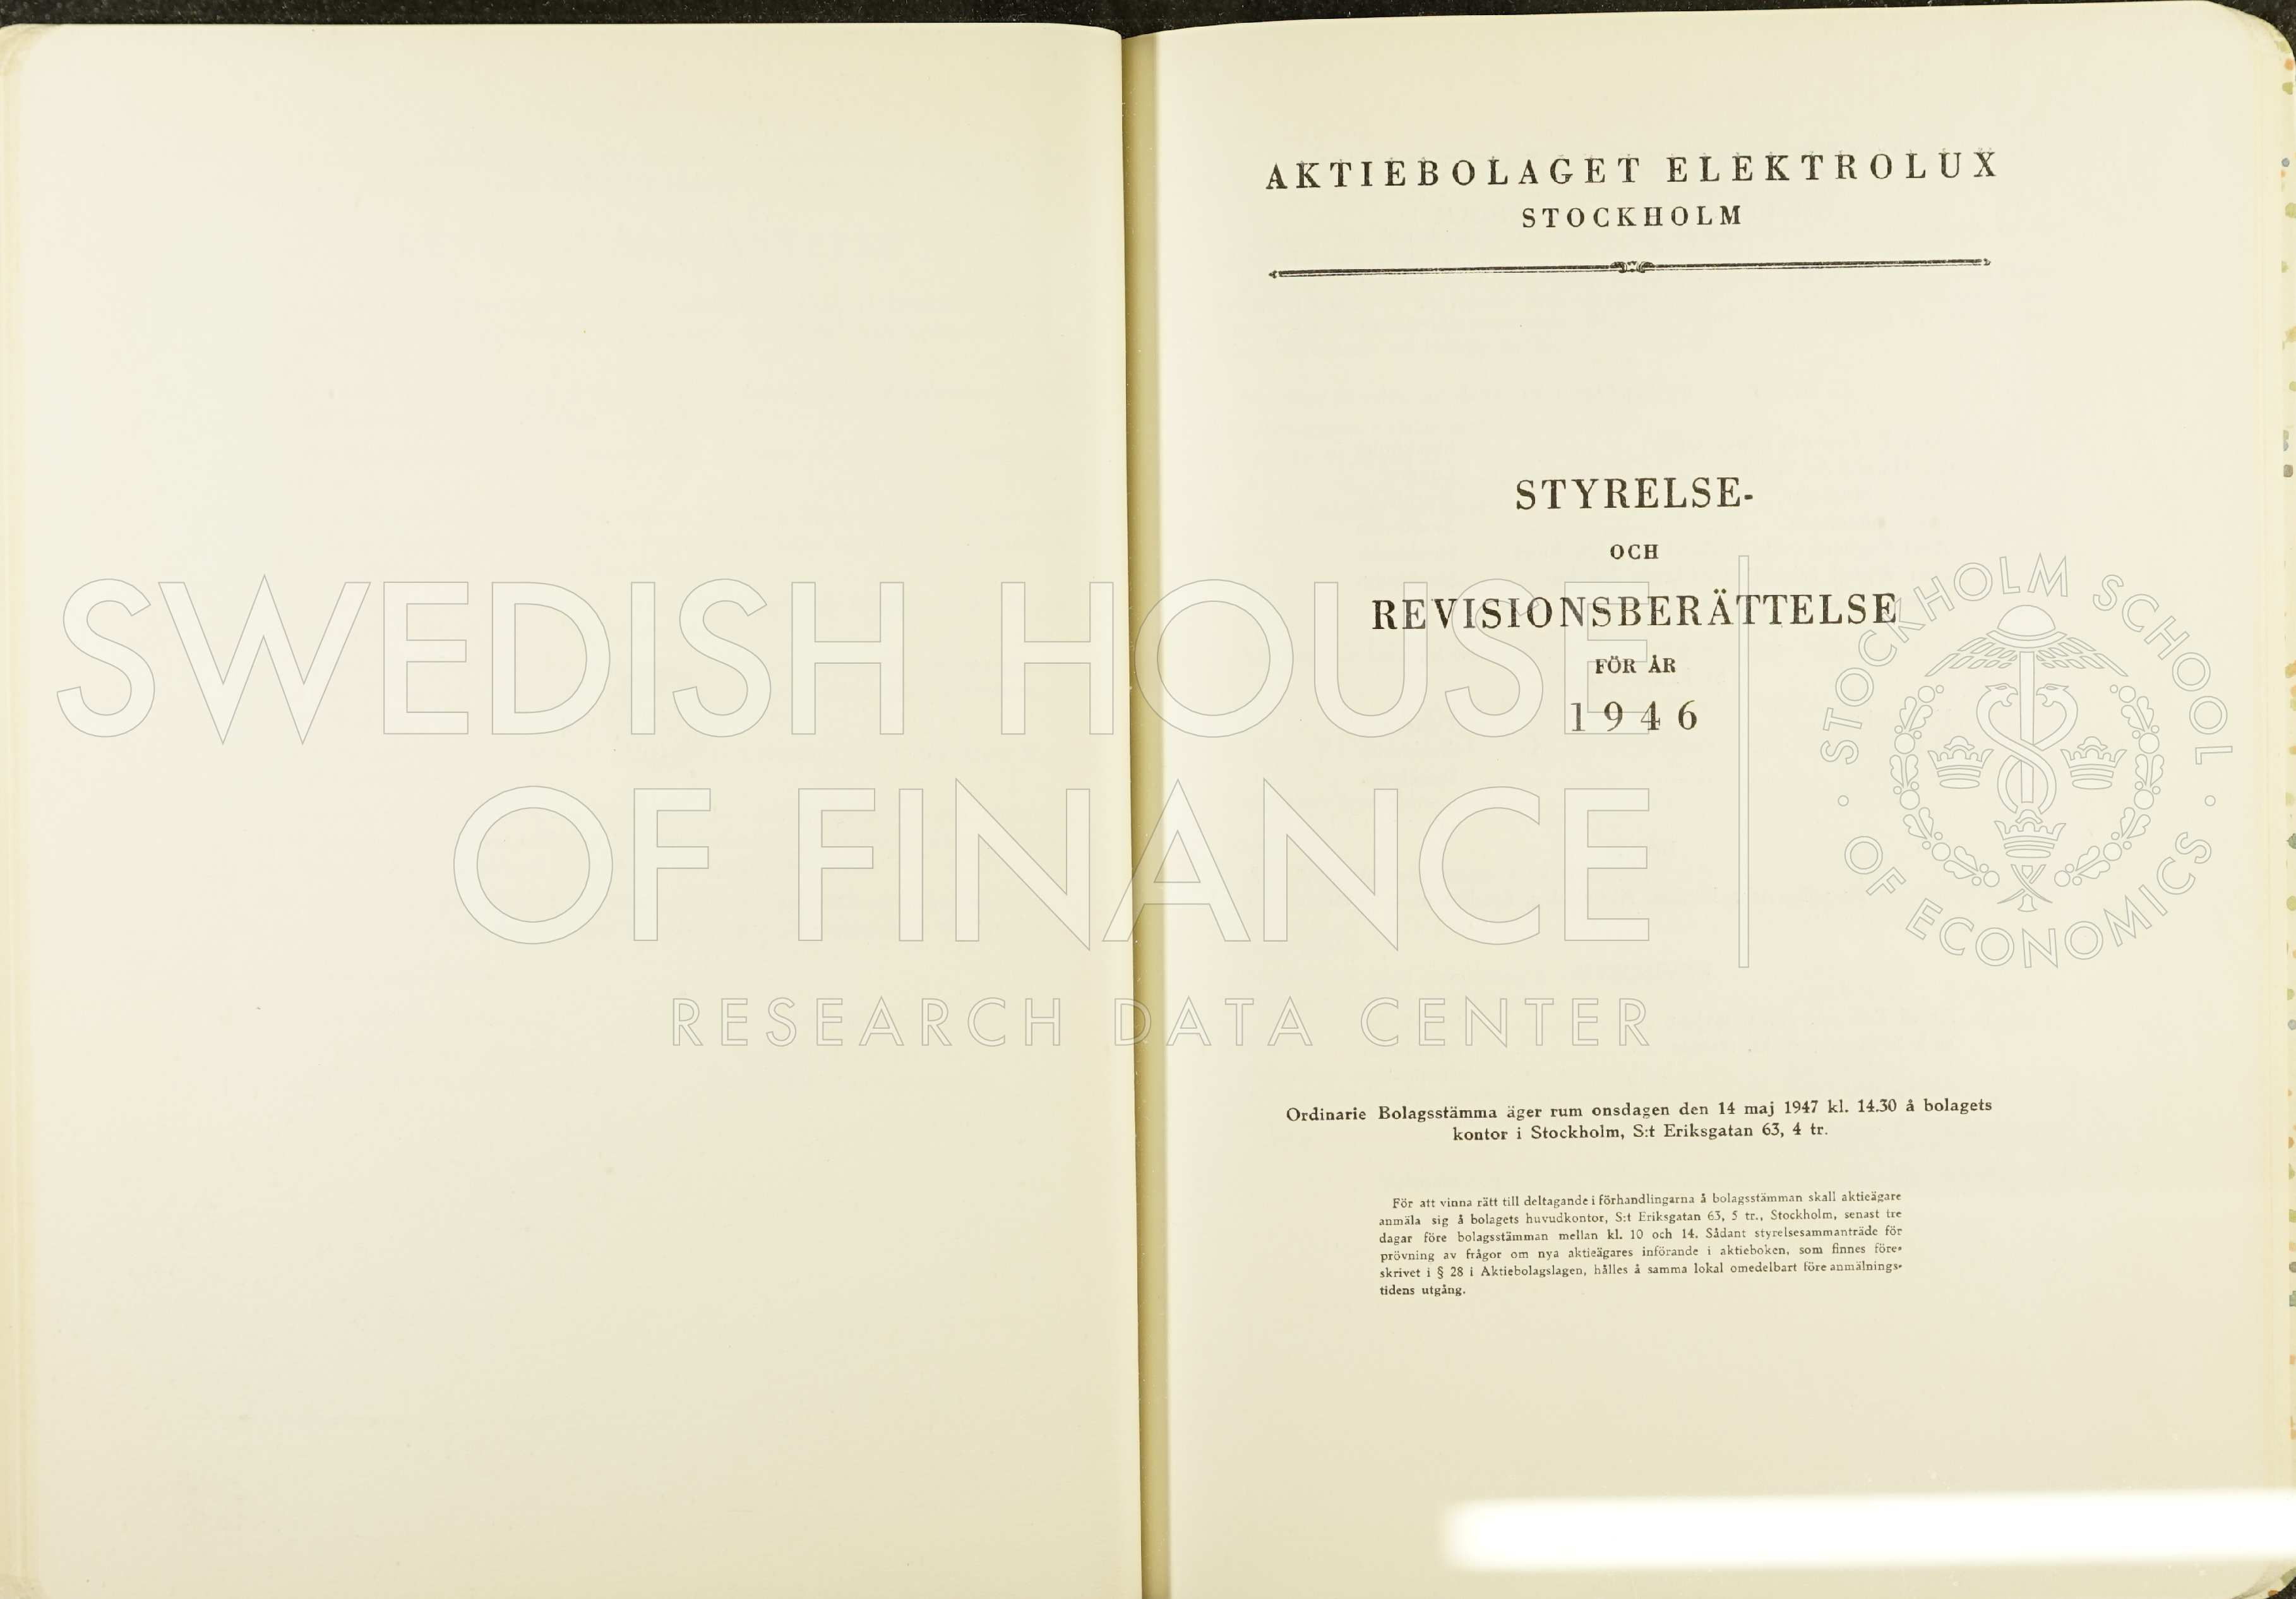 AKTIEBOLAGET ELEKTROLUX
STOCKHOLM
STYRELSE-
OCH
REVISIONSBERÄTTELSE
FÖR ÅR
1946
SWEDISH HOUSE
OF FINANCE
RESEARCH DATA CENTER
STOCKHOLM SCHOOL
· OF ECONOMICS ·
Ordinarie Bolagsstämma äger rum onsdagen den 14 maj 1947 kl. 14.30 å bolagets
kontor i Stockholm, S:t Eriksgatan 63, 4 tr.
För att vinna rätt till deltagande i förhandlingarna å bolagsstämman skall aktieägare
anmäla sig å bolagets huvudkontor, S:t Eriksgatan 63, 5 tr., Stockholm, senast tre
dagar före bolagsstämman mellan kl. 10 och 14. Sådant styrelsesammanträde för
prövning av frågor om nya aktieägares införande i aktieboken, som finnes före-
skrivet i § 28 i Aktiebolagslagen, hålles å samma lokal omedelbart före anmälnings-
tidens utgång.